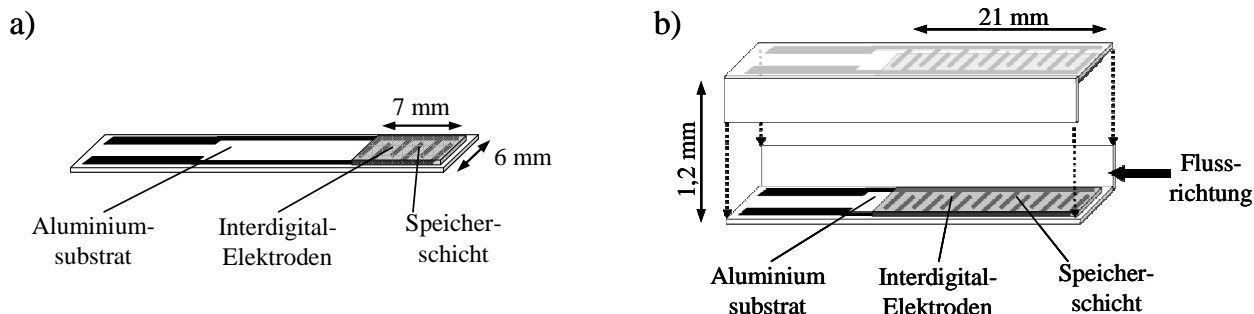 a)
7 mm
6 mm
Aluminium-
substrat
Interdigital-
Elektroden
Speicher-
schicht
b)
21 mm
1,2 mm
Fluss-
richtung
Aluminium
substrat
Interdigital-
Elektroden
Speicher-
schicht